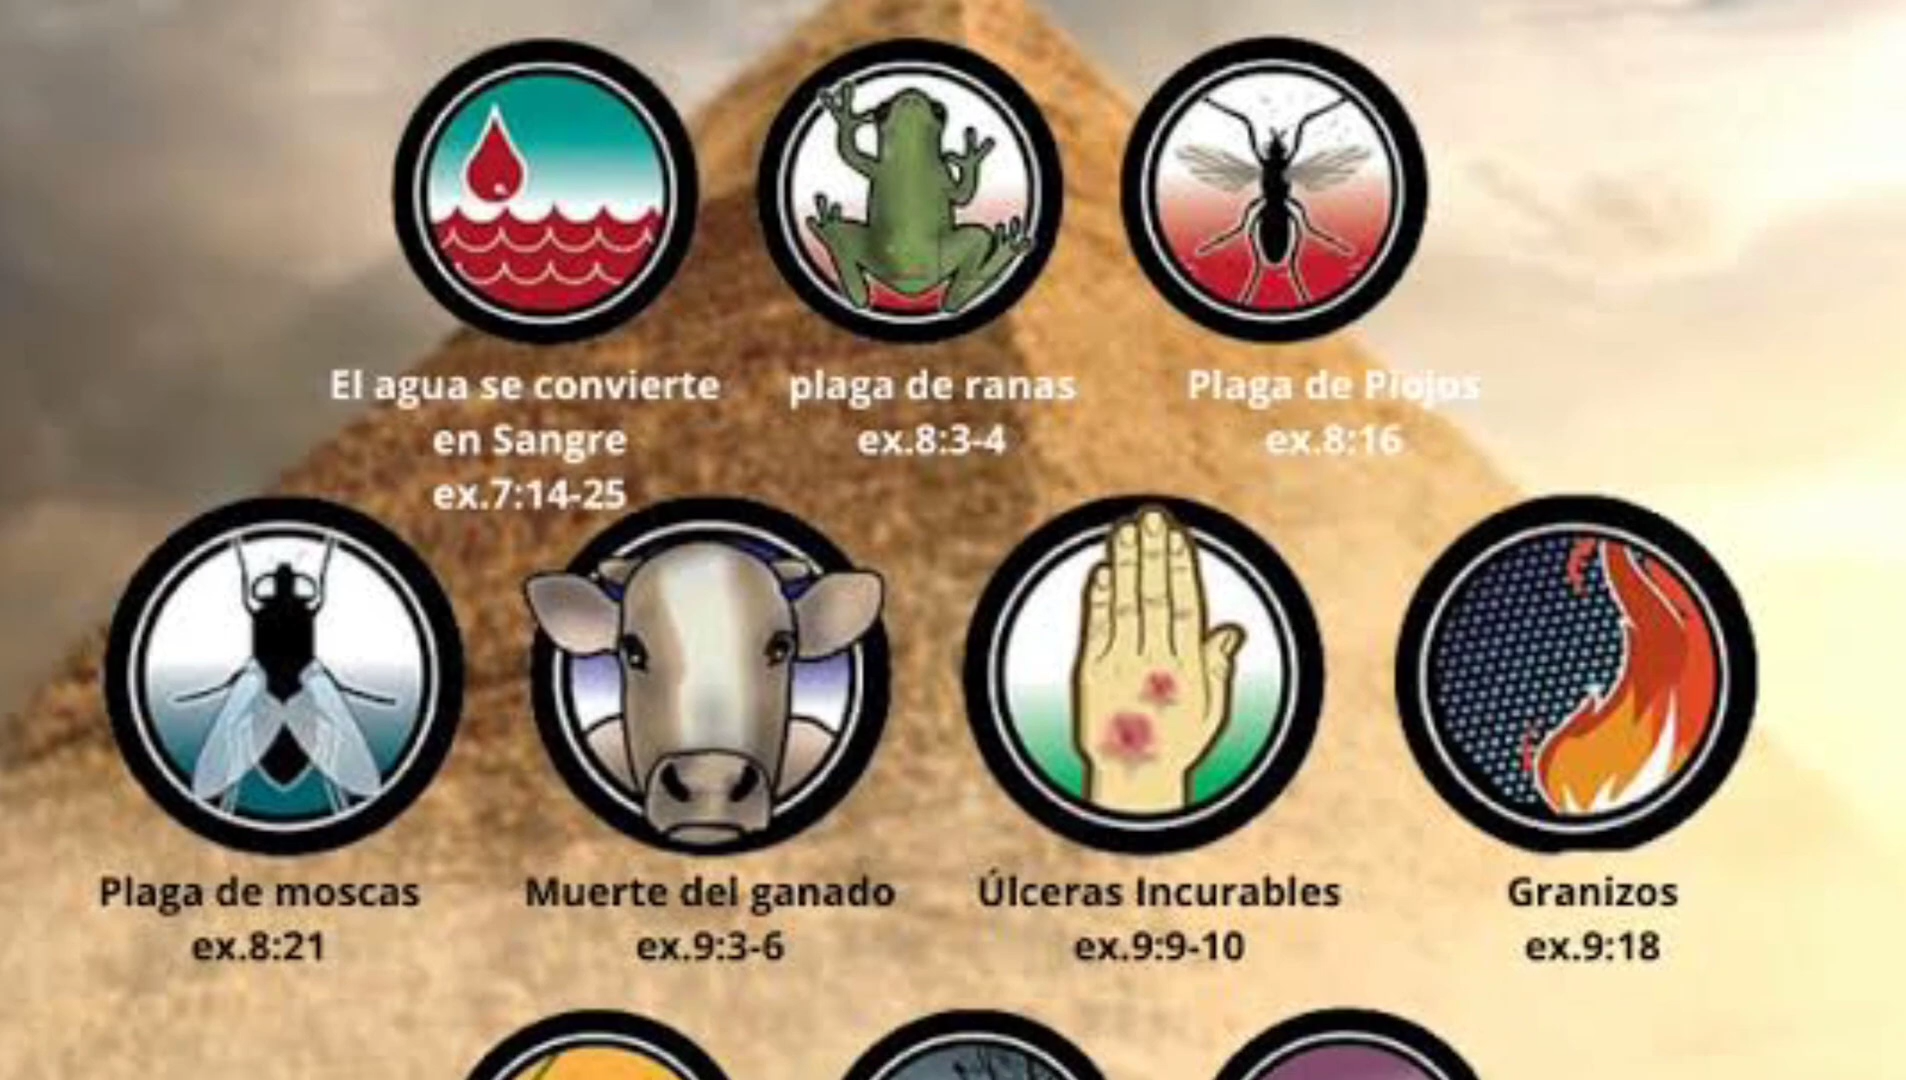 El agua se convierte
en Sangre
ex.7:14-25
plaga de ranas
ex.8:3-4
Plaga de Piojos
ex.8:16
Plaga de moscas
ex.8:21
Muerte del ganado
ex.9:3-6
Úlceras Incurables
ex.9:9-10
Granizos
ex.9:18